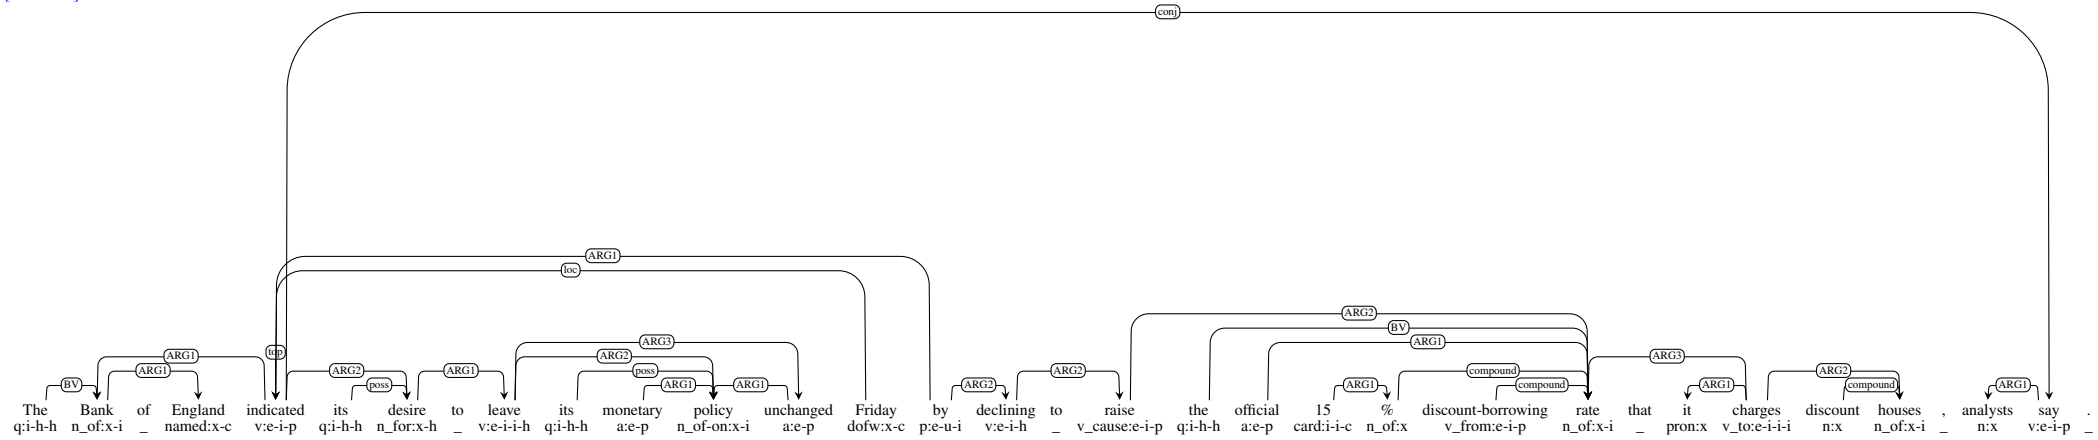 conj
ARG1
loc
ARG2
BV
ARG3 ARG1
top ARG2
ARG1 ARG3
ARG1 ARG2 poss ARG1 compound ARG2
BV poss ARG1 ARG1 ARG2 ARG1 compound ARG1 compound ARG1
ARG1 ARG2
The Bank of England indicated its desire to leave its monetary policy unchanged Friday by declining to raise the official 15 % discount-borrowing rate that it charges discount houses , analysts say .
q:i-h-h n_of:x-i _ named:x-c v:e-i-p q:i-h-h n_for:x-h _ v:e-i-i-h q:i-h-h a:e-p n_of-on:x-i a:e-p dofw:x-c p:e-u-i v:e-i-h _ v_cause:e-i-p q:i-h-h a:e-p card:i-i-c n_of:x v_from:e-i-p n_of:x-i _ pron:x v_to:e-i-i-i n:x n_of:x-i _ n:x v:e-i-p _